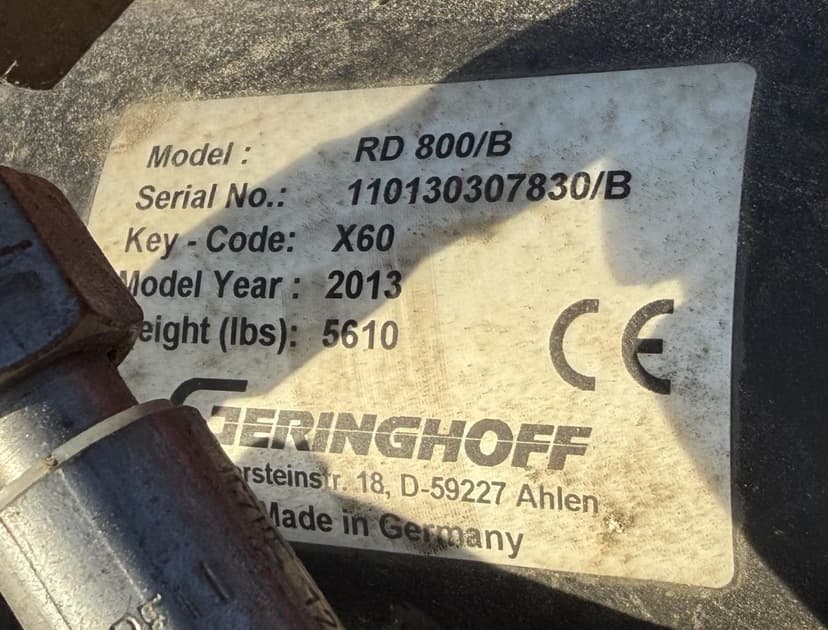 Model : RD 800/B
Serial No.: 110130307830/B
Key - Code: X60
Model Year : 2013
eight (lbs): 5610
CE
GERINGHOFF
rsteinstr. 18, D-59227 Ahlen
Made in Germany